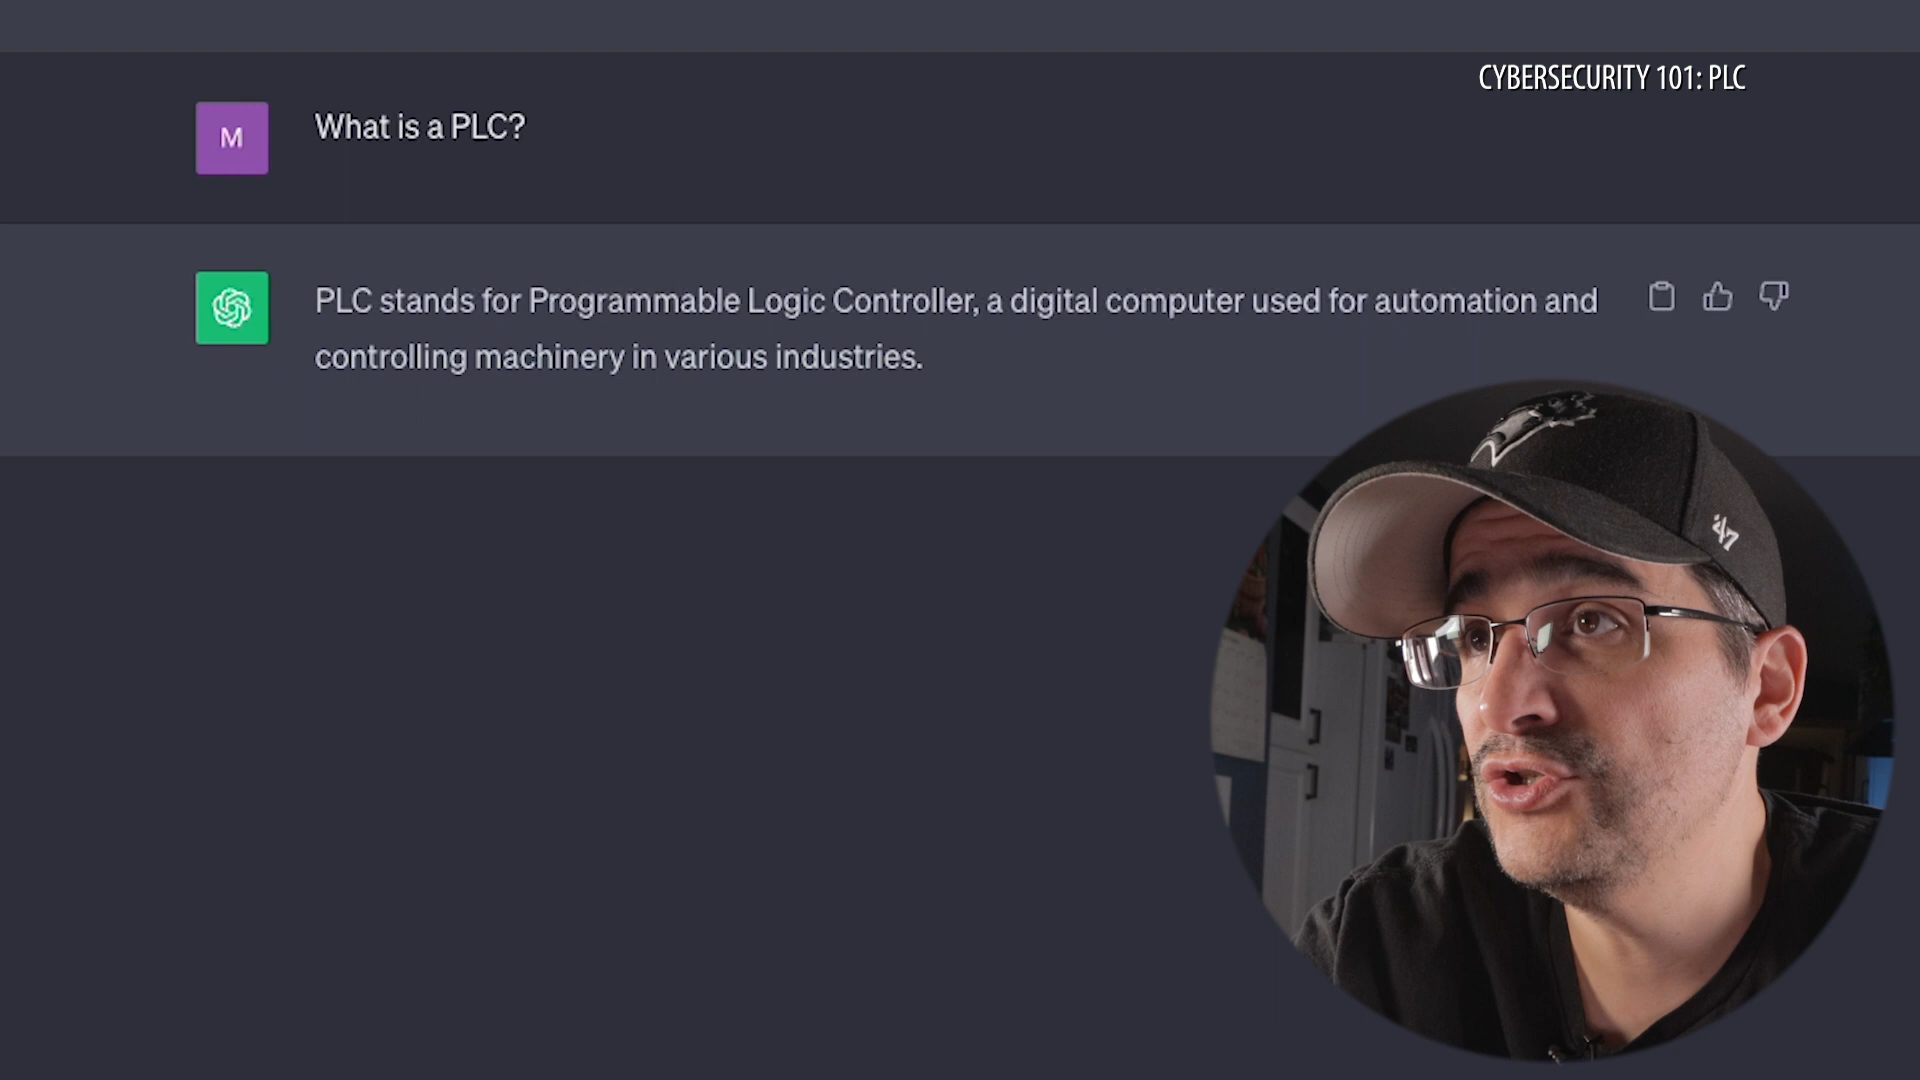 CYBERSECURITY 101: PLC
M
What is a PLC?
PLC stands for Programmable Logic Controller, a digital computer used for automation and
controlling machinery in various industries.
'47